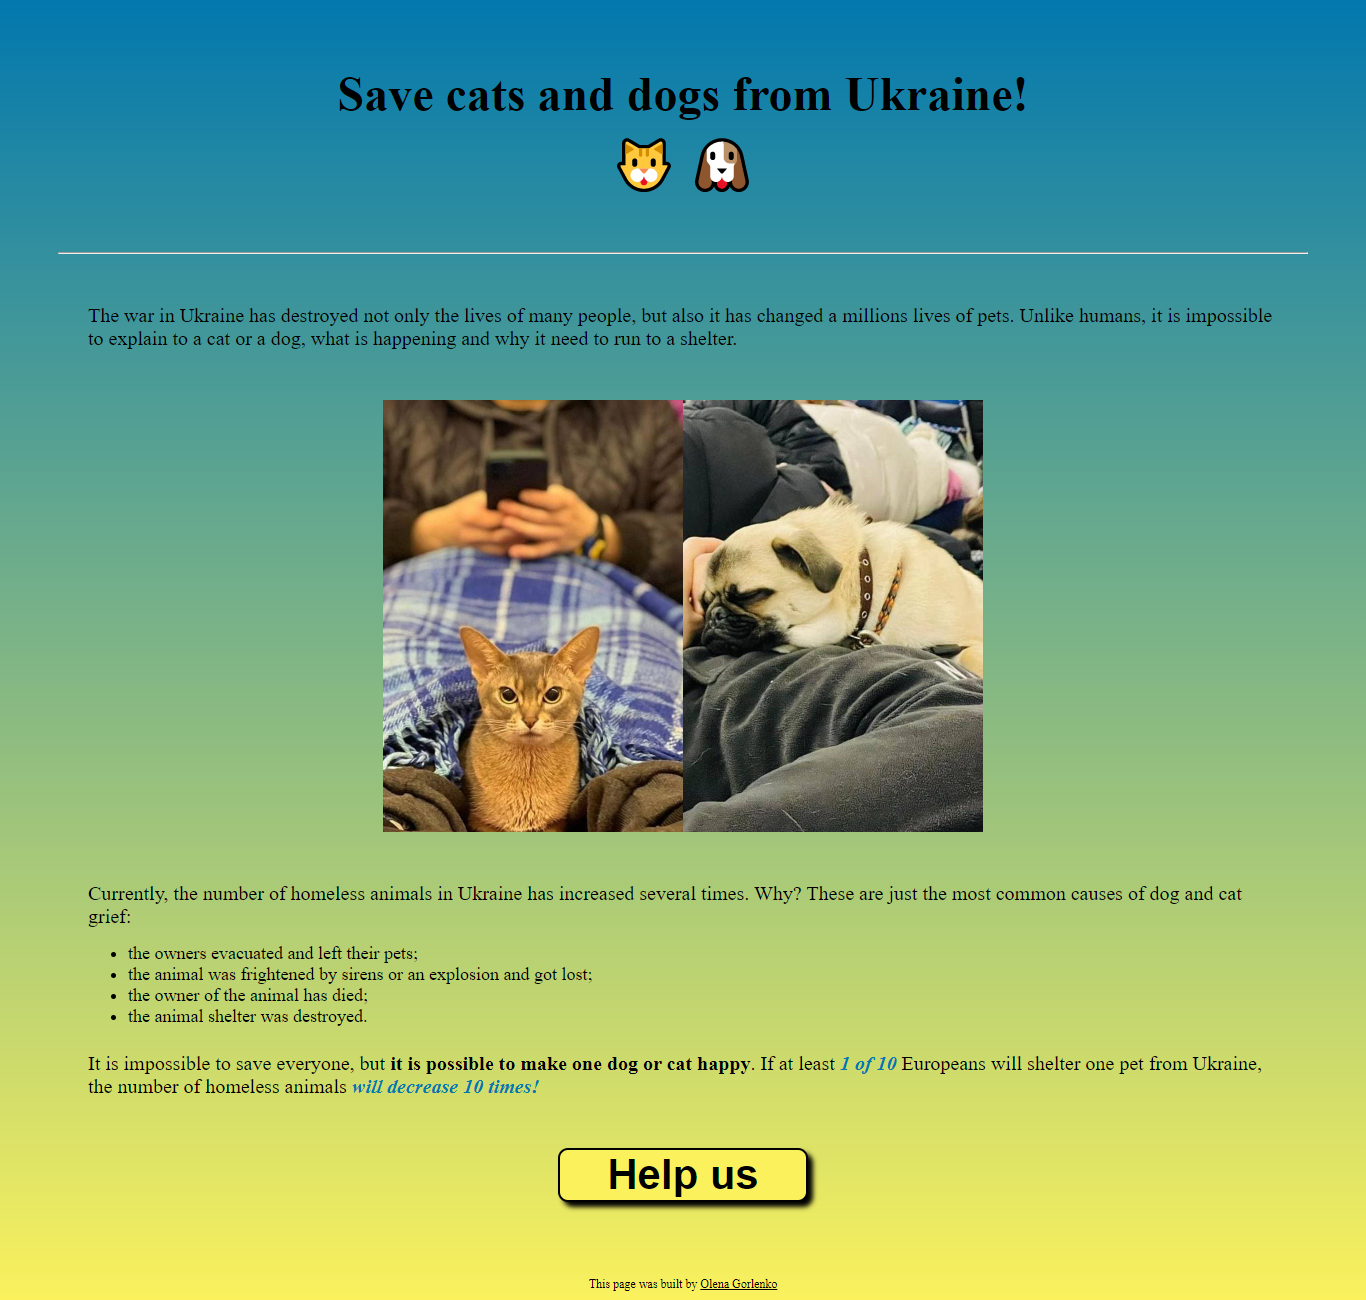 Save cats and dogs from Ukraine!
The war in Ukraine has destroyed not only the lives of many people, but also it has changed a millions lives of pets. Unlike humans, it is impossible
to explain to a cat or a dog, what is happening and why it need to run to a shelter.
Currently, the number of homeless animals in Ukraine has increased several times. Why? These are just the most common causes of dog and cat
grief:
• the owners evacuated and left their pets;
• the animal was frightened by sirens or an explosion and got lost;
• the owner of the animal has died;
• the animal shelter was destroyed.
It is impossible to save everyone, but it is possible to make one dog or cat happy. If at least 1 of 10 Europeans will shelter one pet from Ukraine,
the number of homeless animals will decrease 10 times!
Help us
This page was built by Olena Gorlenko